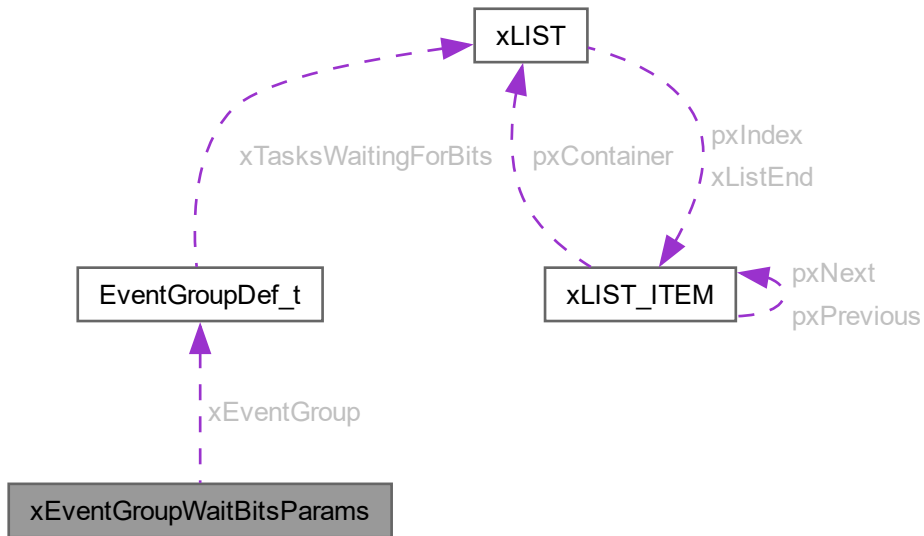 xLIST
pxIndex
xTasksWaitingForBits
pxContainer
xListEnd
EventGroupDef_t
xLIST_ITEM
pxNext
pxPrevious
xEventGroup
xEventGroupWaitBitsParams